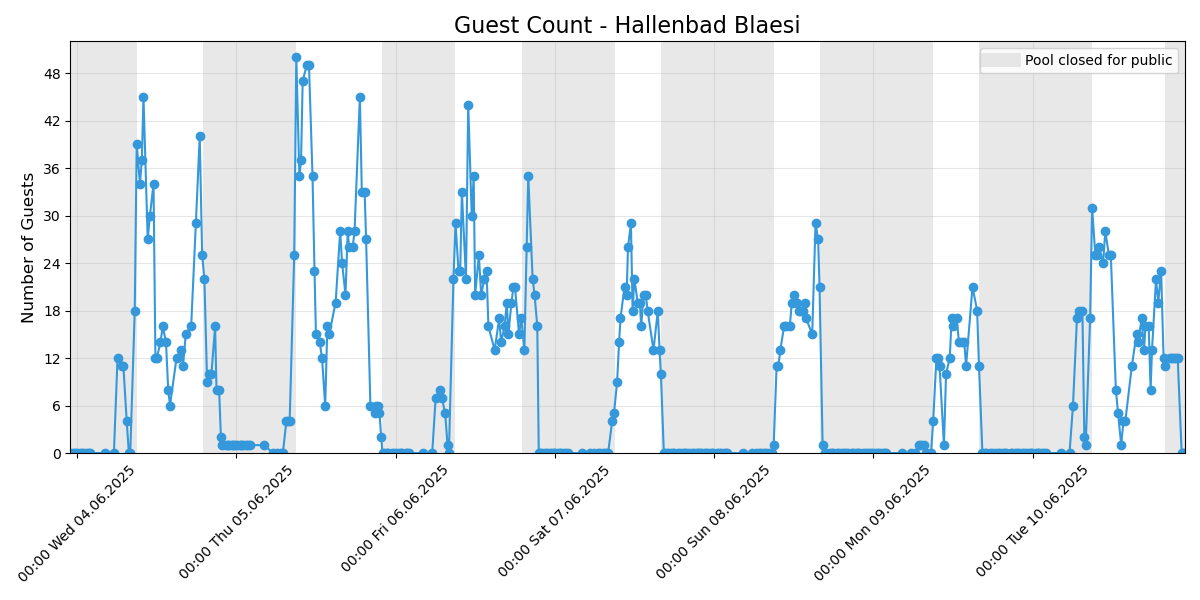 Guest Count - Hallenbad Blaesi
Pool closed for public
Number of Guests
48
42
36
30
24
18
12
6
0
00:00 Wed 04.06.2025
00:00 Thu 05.06.2025
00:00 Fri 06.06.2025
00:00 Sat 07.06.2025
00:00 Sun 08.06.2025
00:00 Mon 09.06.2025
00:00 Tue 10.06.2025